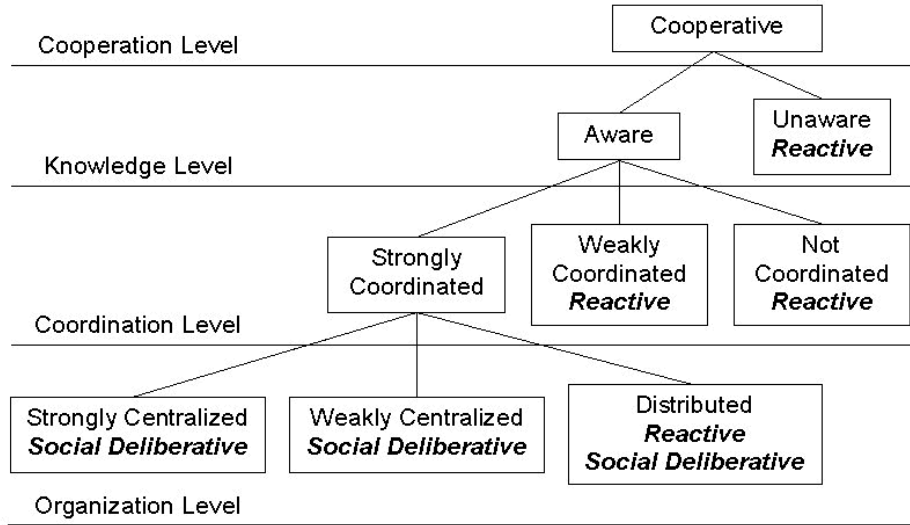 Cooperative
Cooperation Level
Aware
Unaware
Reactive
Knowledge Level
Strongly
Coordinated
Weakly
Coordinated
Reactive
Not
Coordinated
Reactive
Coordination Level
Strongly Centralized
Social Deliberative
Weakly Centralized
Social Deliberative
Distributed
Reactive
Social Deliberative
Organization Level